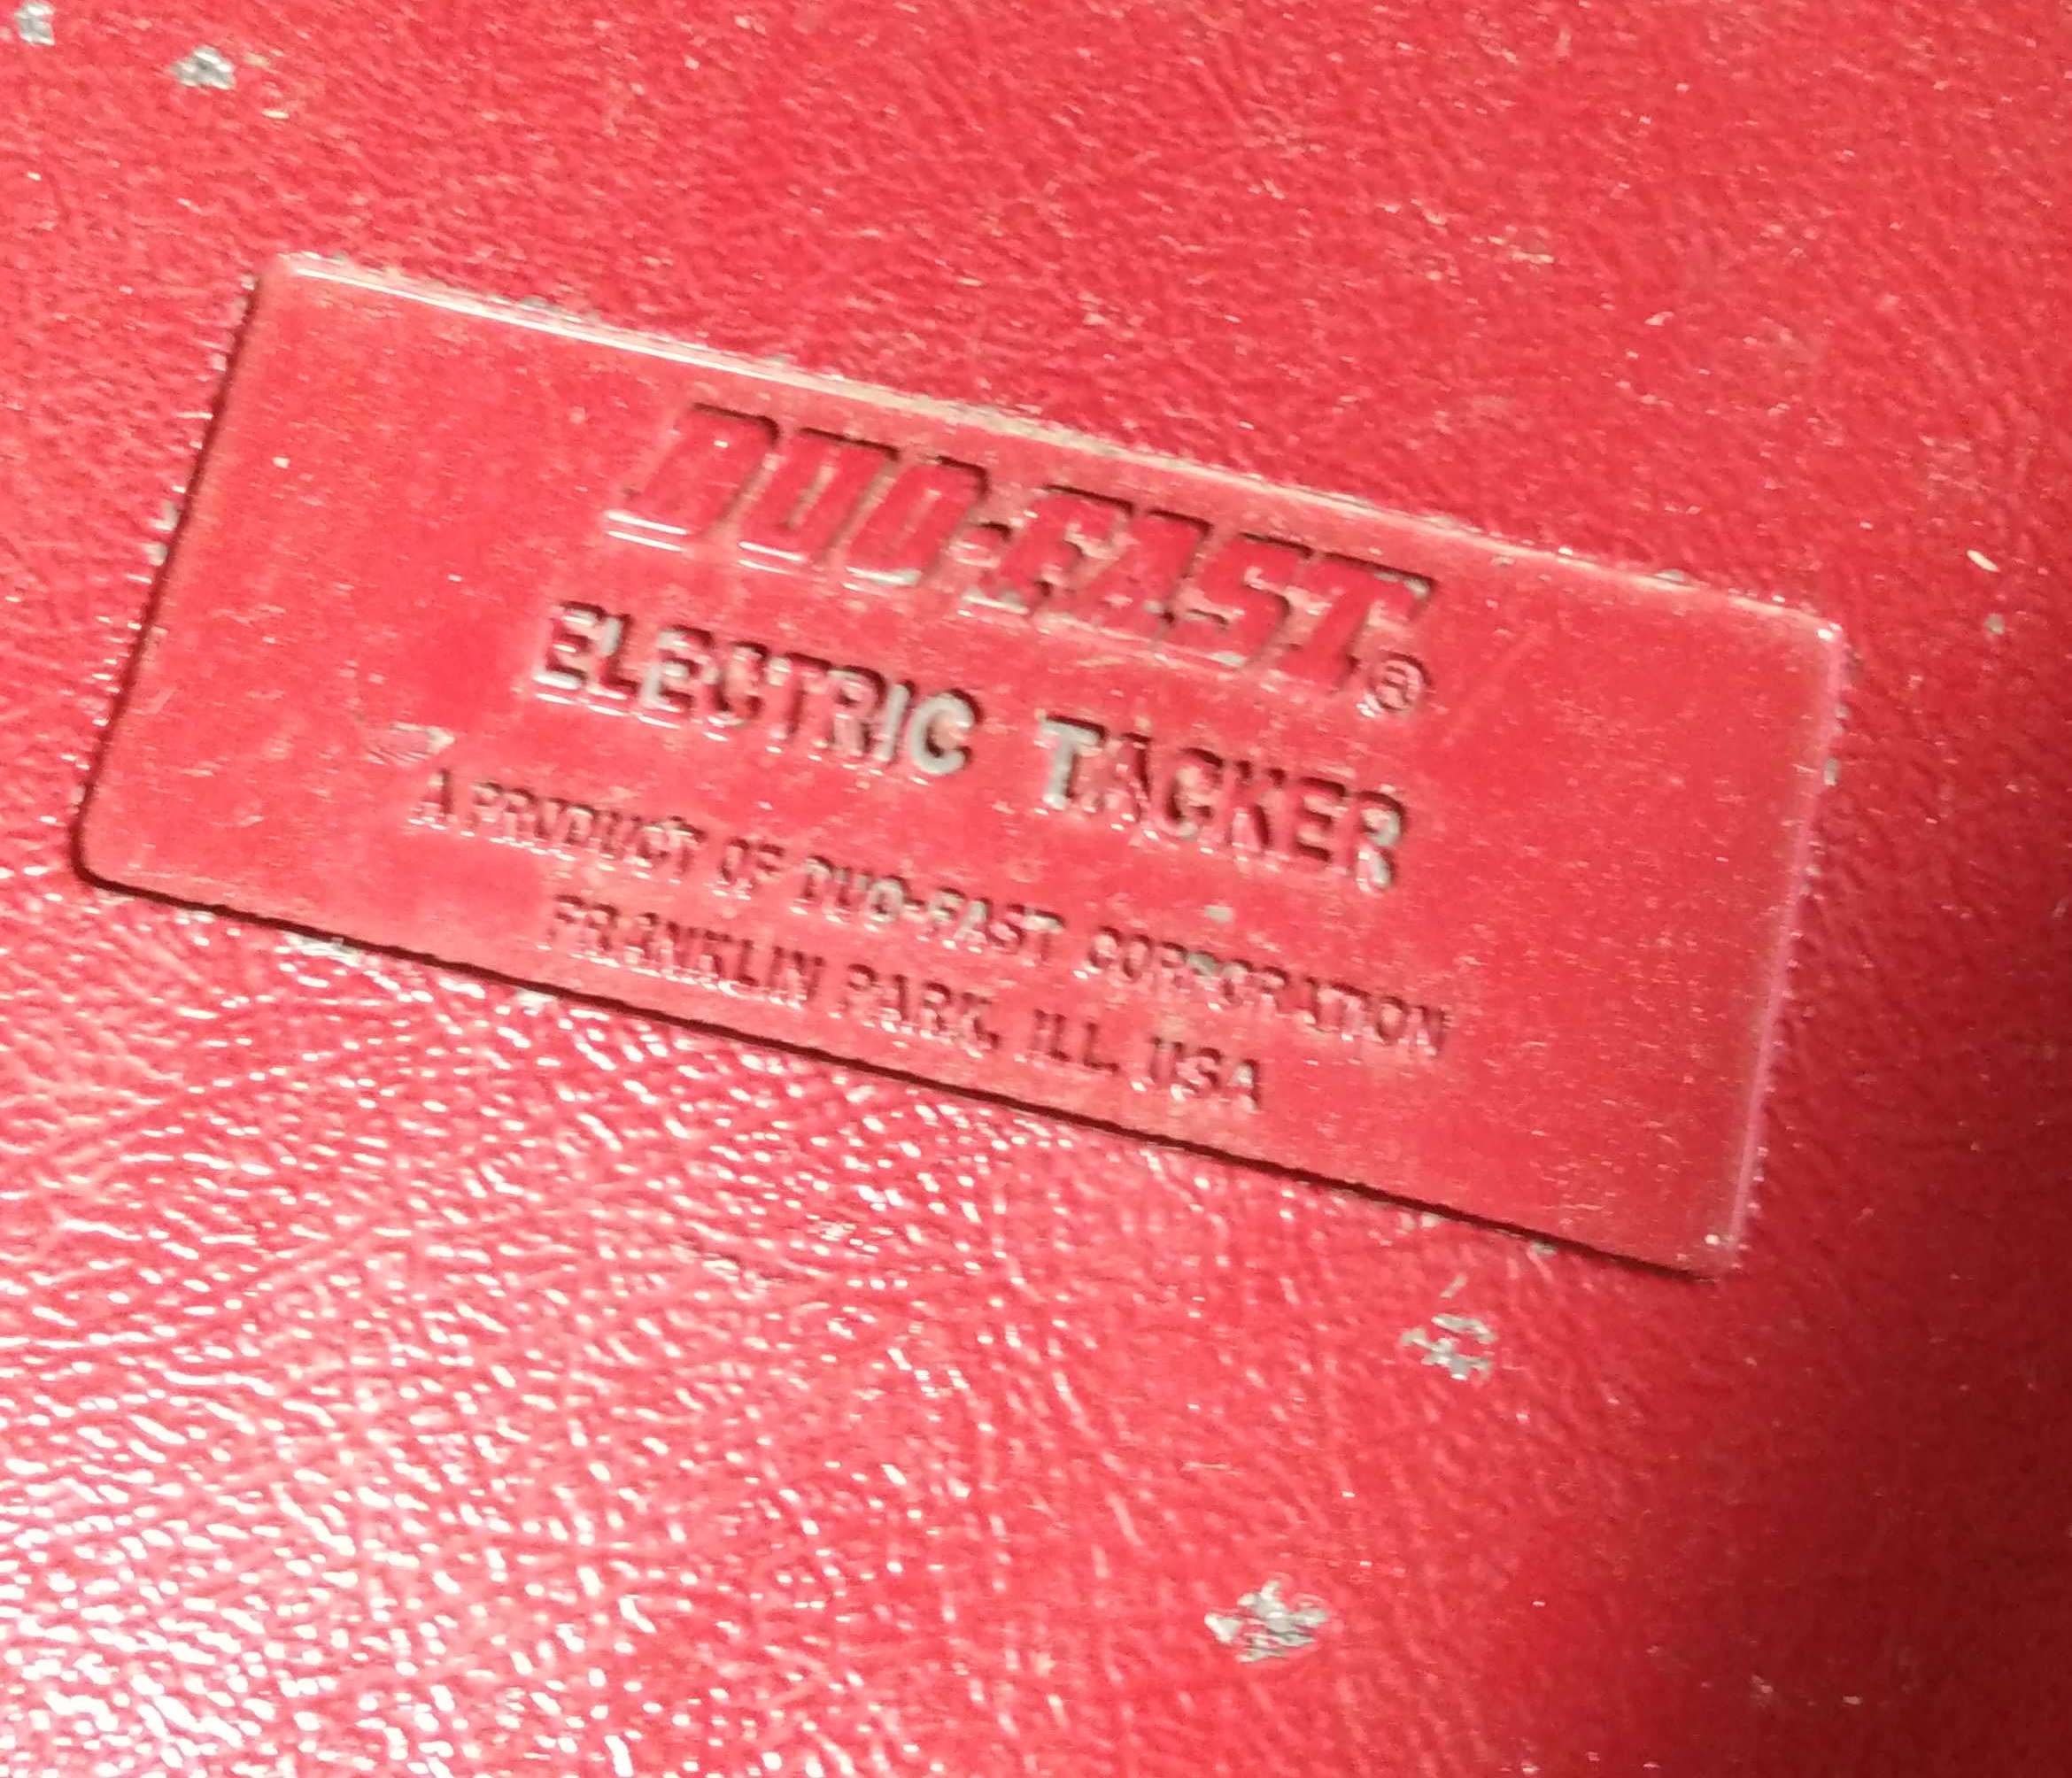 DUO-FAST®
ELECTRIC TACKER
A PRODUCT OF DUO-FAST CORPORATION
FRANKLIN PARK, ILL. USA